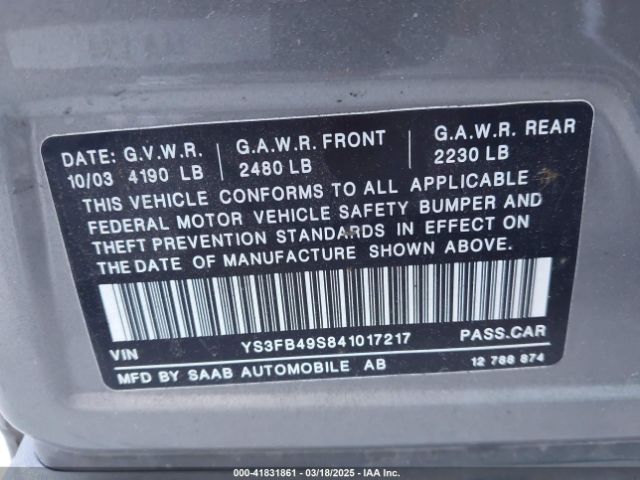 DATE: G.V.W.R. G.A.W.R. FRONT G.A.W.R. REAR
10/03 4190 LB 2480 LB 2230 LB
THIS VEHICLE CONFORMS TO ALL APPLICABLE
FEDERAL MOTOR VEHICLE SAFETY BUMPER AND
THEFT PREVENTION STANDARDS IN EFFECT ON
THE DATE OF MANUFACTURE SHOWN ABOVE.
VIN YS3FB49S841017217 PASS.CAR
MFD BY SAAB AUTOMOBILE AB 12 788 874
000-41831861 | 03/18/2025 | IAA Inc.